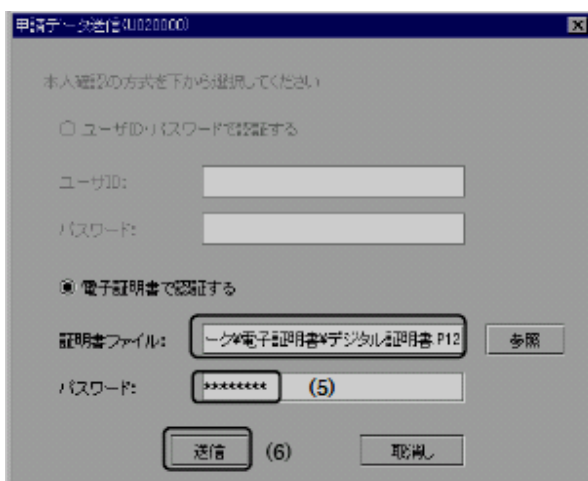 申請データ送信(U020000)
本人確認の方式を下から選択してください
ユーザID・パスワードで認証する
ユーザID:
パスワード:
電子証明書で認証する
証明書ファイル: ーク¥電子証明書¥デジタル証明書.P12 参照
パスワード: ******** (5)
送信 (6) 取消し